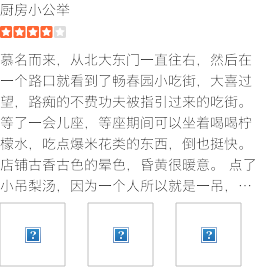 厨房小公举
慕名而来，从北大东门一直往右，然后在
一个路口就看到了畅春园小吃街，大喜过
望，路痴的不费功夫被指引过来的吃街。
等了一会儿座，等座期间可以坐着喝喝柠
檬水，吃点爆米花类的东西，倒也挺快。
店铺古香古色的晕色，昏黄很暖意。 点了
小吊梨汤，因为一个人所以就是一吊，…